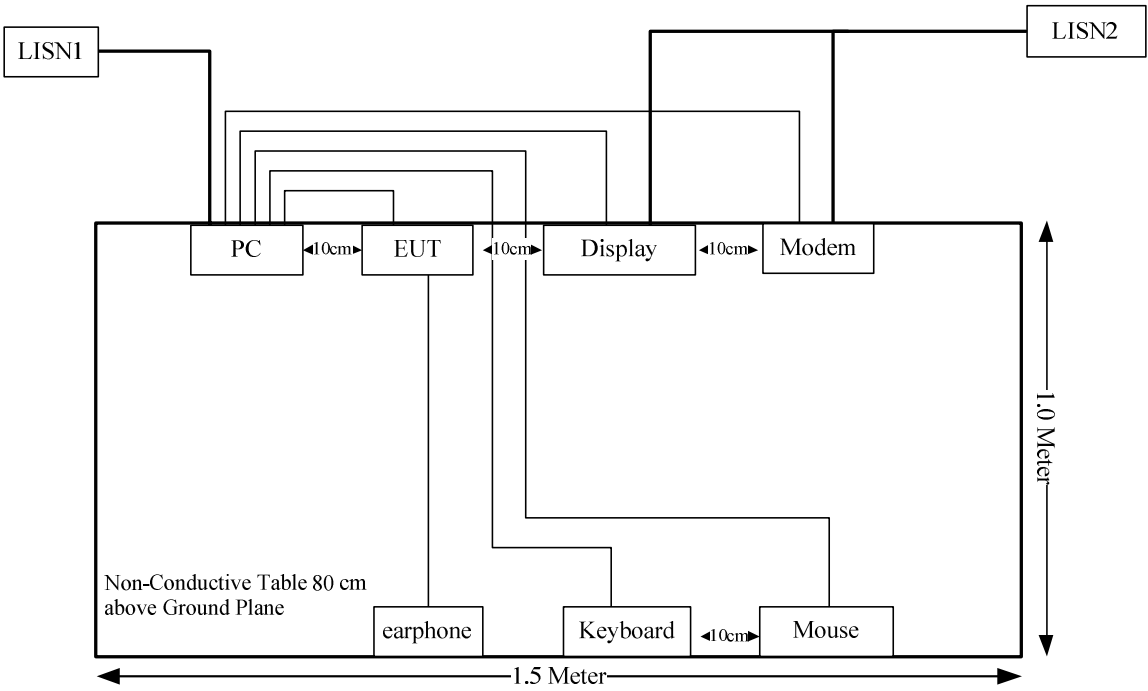 LISN1
LISN2
PC
10cm
EUT
10cm
Display
10cm
Modem
1.0 Meter
Non-Conductive Table 80 cm
above Ground Plane
earphone
Keyboard
10cm
Mouse
1.5 Meter